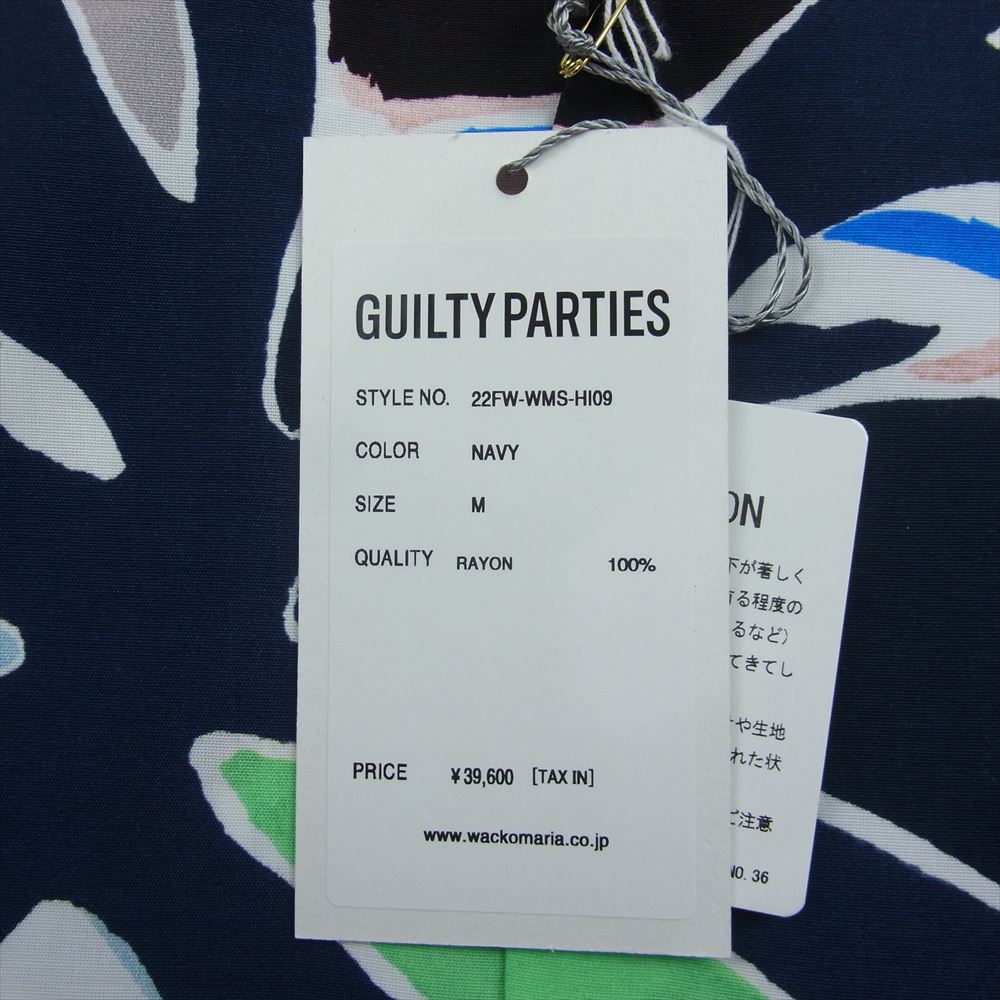 GUILTY PARTIES
STYLE NO. 22FW-WMS-HI09
COLOR NAVY
SIZE M
QUALITY RAYON 100%
PRICE ¥39,600 [TAX IN]
www.wackomaria.co.jp
ON
下が著しく
有る程度の
るなど）
てきてし
や生地
れた状
ご注意
NO. 36